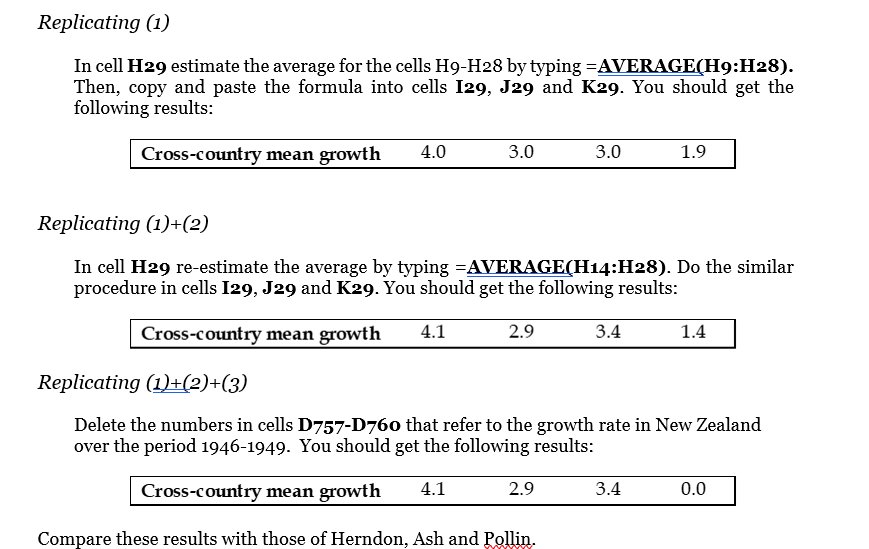 Replicating (1)
In cell H29 estimate the average for the cells H9-H28 by typing =AVERAGE(H9:H28).
Then, copy and paste the formula into cells I29, J29 and K29. You should get the
following results:
Cross-country mean growth 4.0 3.0 3.0 1.9
Replicating (1)+(2)
In cell H29 re-estimate the average by typing =AVERAGE(H14:H28). Do the similar
procedure in cells I29, J29 and K29. You should get the following results:
Cross-country mean growth 4.1 2.9 3.4 1.4
Replicating (1)+(2)+(3)
Delete the numbers in cells D757-D760 that refer to the growth rate in New Zealand
over the period 1946-1949. You should get the following results:
Cross-country mean growth 4.1 2.9 3.4 0.0
Compare these results with those of Herndon, Ash and Pollin.